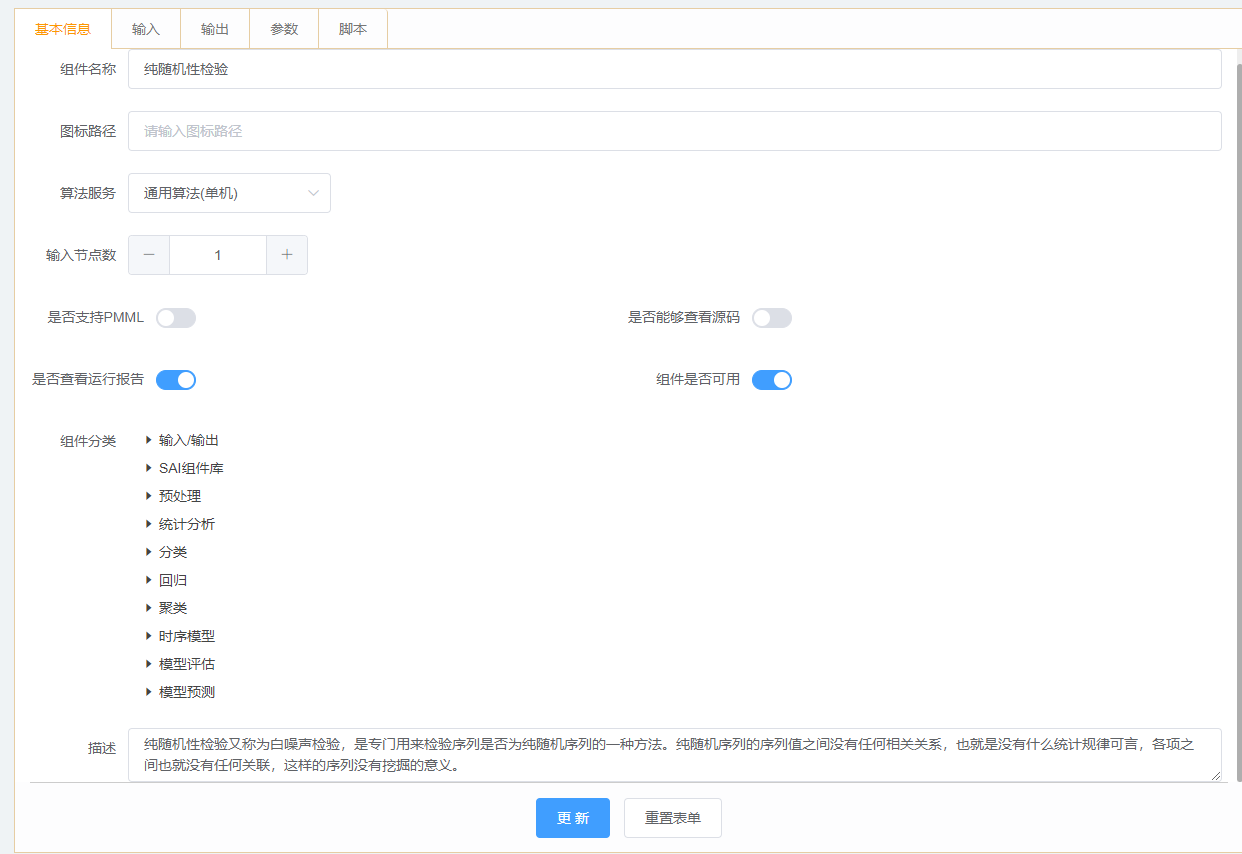 基本信息 输入 输出 参数 脚本
组件名称 纯随机性检验
图标路径 请输入图标路径
算法服务 通用算法(单机)
输入节点数 − 1 +
是否支持PMML 是否能够查看源码
是否查看运行报告 组件是否可用
组件分类 输入/输出
SAI组件库
预处理
统计分析
分类
回归
聚类
时序模型
模型评估
模型预测
描述 纯随机性检验又称为白噪声检验，是专门用来检验序列是否为纯随机序列的一种方法。纯随机序列的序列值之间没有任何相关关系，也就是没有什么统计规律可言，各项之
间也就没有任何关联，这样的序列没有挖掘的意义。
更 新 重置表单